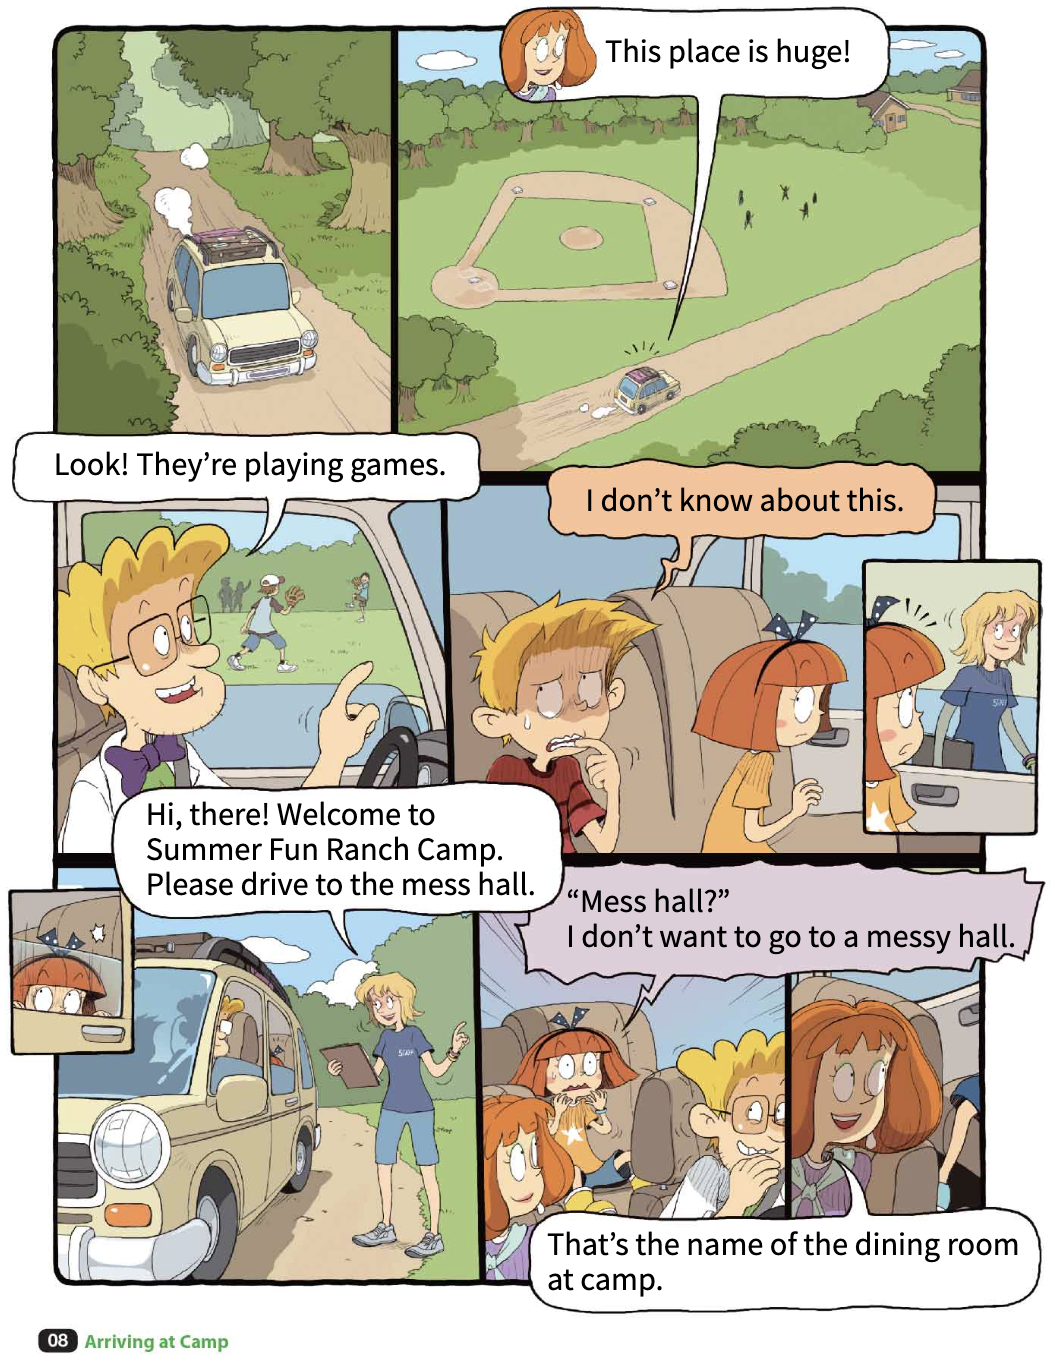 This place is huge!
Look! They're playing games.
I don't know about this.
Hi, there! Welcome to
Summer Fun Ranch Camp.
Please drive to the mess hall.
“Mess hall?”
I don't want to go to a messy hall.
That's the name of the dining room
at camp.
08 Arriving at Camp